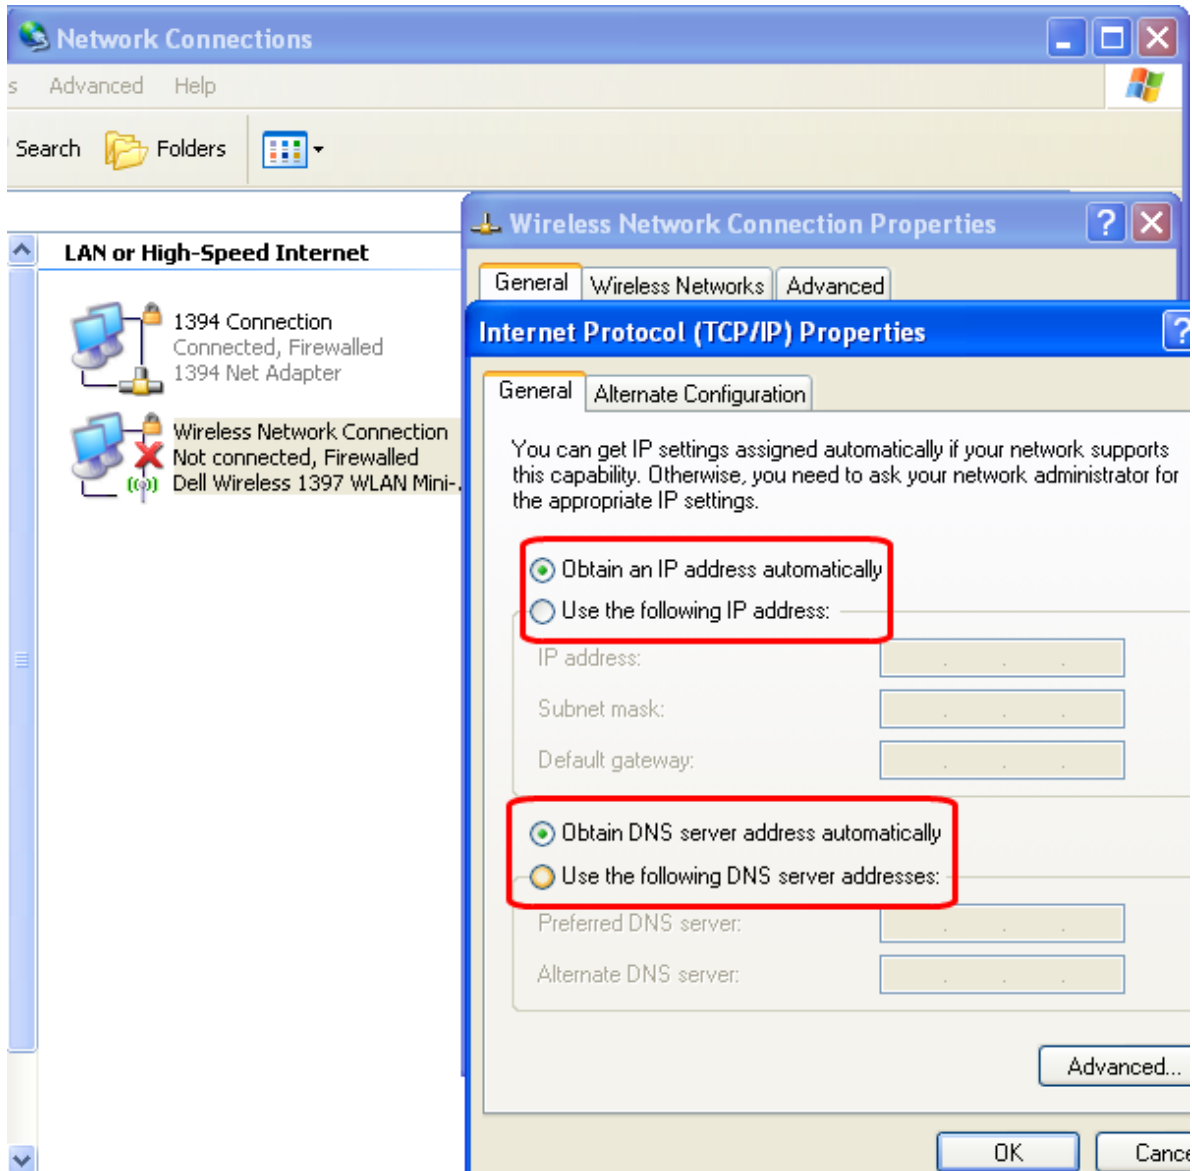 Network Connections
s Advanced Help
Search Folders
LAN or High-Speed Internet
1394 Connection
Connected, Firewalled
1394 Net Adapter
Wireless Network Connection
Not connected, Firewalled
Dell Wireless 1397 WLAN Mini-.
Wireless Network Connection Properties
General Wireless Networks Advanced
Internet Protocol (TCP/IP) Properties
General Alternate Configuration
You can get IP settings assigned automatically if your network supports
this capability. Otherwise, you need to ask your network administrator for
the appropriate IP settings.
Obtain an IP address automatically
Use the following IP address:
IP address:
Subnet mask:
Default gateway:
Obtain DNS server address automatically
Use the following DNS server addresses:
Preferred DNS server:
Alternate DNS server:
Advanced...
OK Cance